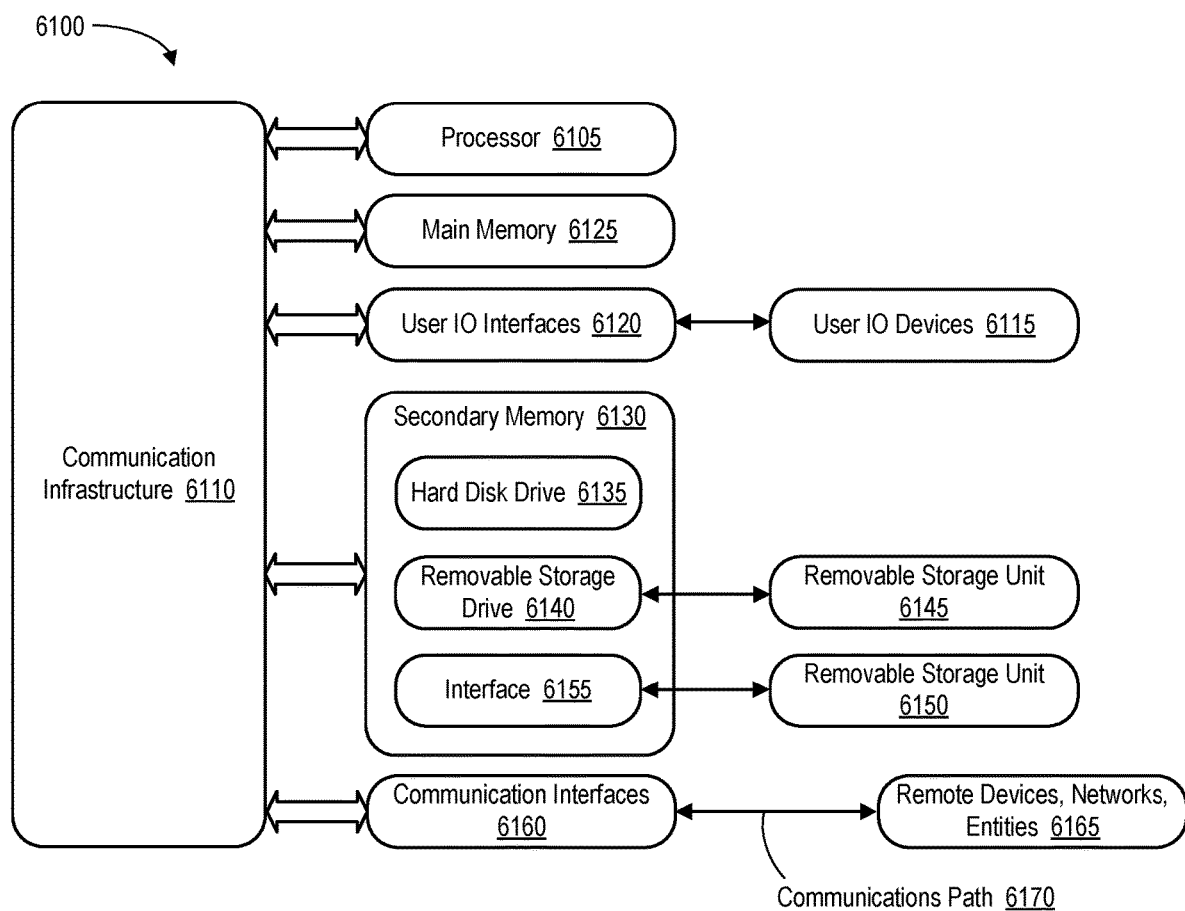 6100
Processor 6105
Main Memory 6125
User IO Interfaces 6120
User IO Devices 6115
Secondary Memory 6130
Communication
Infrastructure 6110
Hard Disk Drive 6135
Removable Storage
Drive 6140
Removable Storage Unit
6145
Interface 6155
Removable Storage Unit
6150
Communication Interfaces
6160
Remote Devices, Networks,
Entities 6165
Communications Path 6170